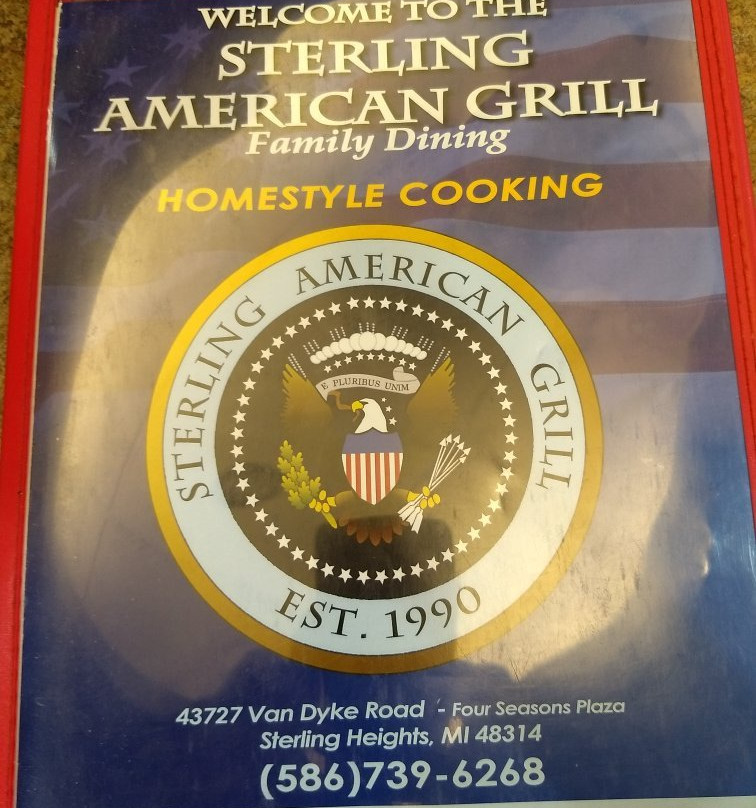 WELCOME TO THE
STERLING
AMERICAN GRILL
Family Dining
HOMESTYLE COOKING
STERLING AMERICAN GRILL
E PLURIBUS UNIM
EST. 1990
43727 Van Dyke Road - Four Seasons Plaza
Sterling Heights, MI 48314
(586)739-6268